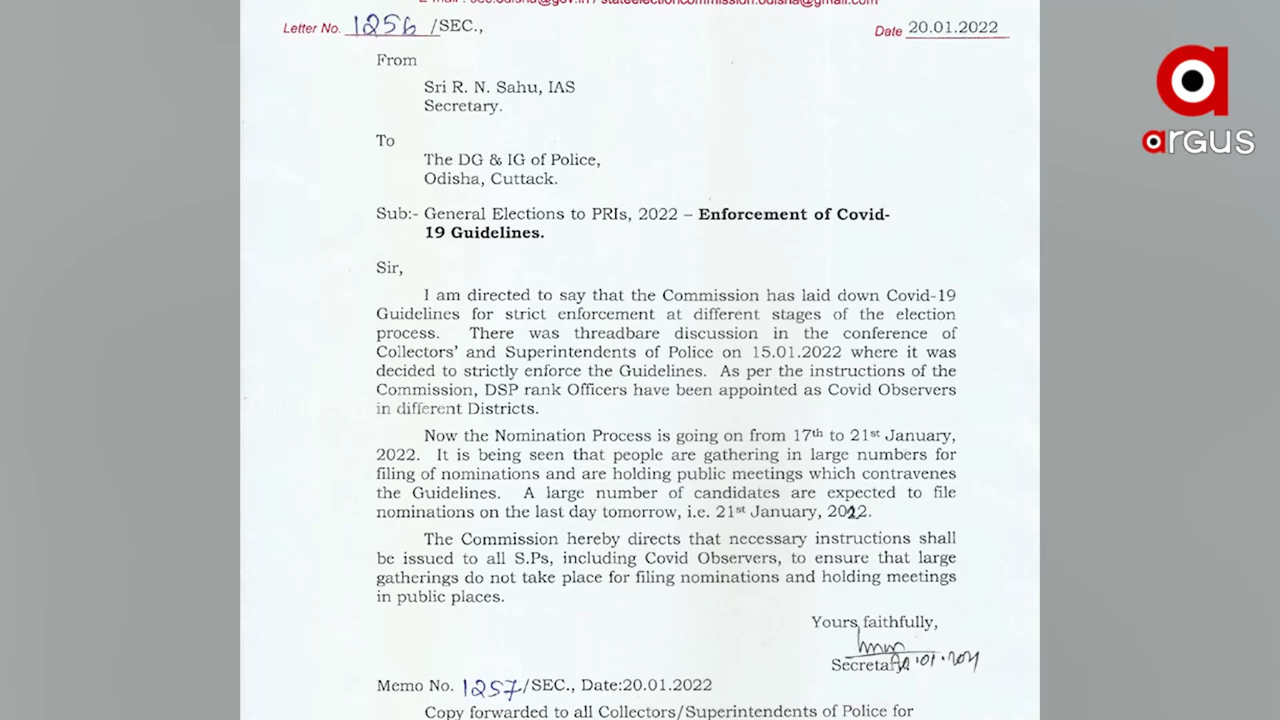 E-mail : sec.odisha@gov.in / stateelectioncommission.odisha@gmail.com
Letter No. 1256 /SEC.,
Date 20.01.2022
From
Sri R. N. Sahu, IAS
Secretary.
To
The DG & IG of Police,
Odisha, Cuttack.
Sub:- General Elections to PRIs, 2022 – Enforcement of Covid-
19 Guidelines.
Sir,
I am directed to say that the Commission has laid down Covid-19
Guidelines for strict enforcement at different stages of the election
process. There was threadbare discussion in the conference of
Collectors' and Superintendents of Police on 15.01.2022 where it was
decided to strictly enforce the Guidelines. As per the instructions of the
Commission, DSP rank Officers have been appointed as Covid Observers
in different Districts.
Now the Nomination Process is going on from 17th to 21st January,
2022. It is being seen that people are gathering in large numbers for
filing of nominations and are holding public meetings which contravenes
the Guidelines. A large number of candidates are expected to file
nominations on the last day tomorrow, i.e. 21st January, 2022.
The Commission hereby directs that necessary instructions shall
be issued to all S.Ps, including Covid Observers, to ensure that large
gatherings do not take place for filing nominations and holding meetings
in public places.
Yours faithfully,
Secretary
Memo No. 1257/SEC., Date:20.01.2022
Copy forwarded to all Collectors/Superintendents of Police for
argus